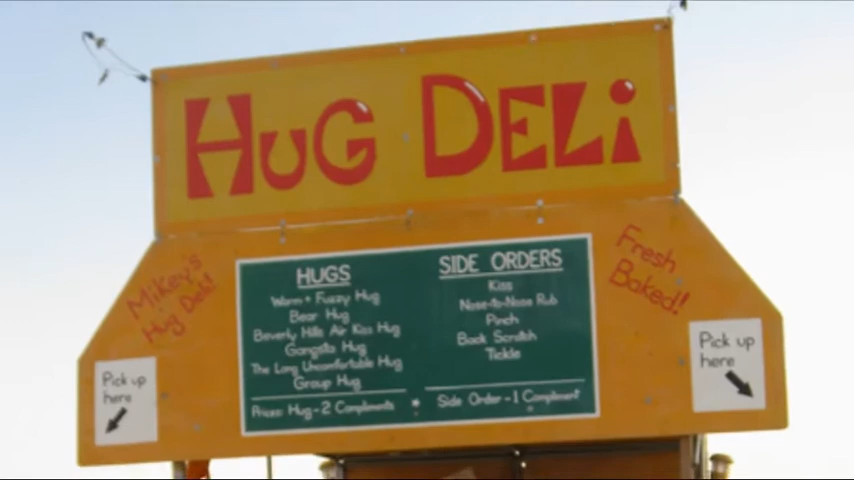 HUG DELi
Mikey's
Hug Deli!
Fresh
Baked!
HUGS
Warm + Fuzzy Hug
Bear Hug
Beverly Hills Air Kiss Hug
Gangsta Hug
The Long Uncomfortable Hug
Group Hug
Prices: Hug - 2 Compliments
SIDE ORDERS
Kiss
Nose-to-Nose Rub
Pinch
Back Scratch
Tickle
Side Order - 1 Compliment
Pick up
here
Pick up
here